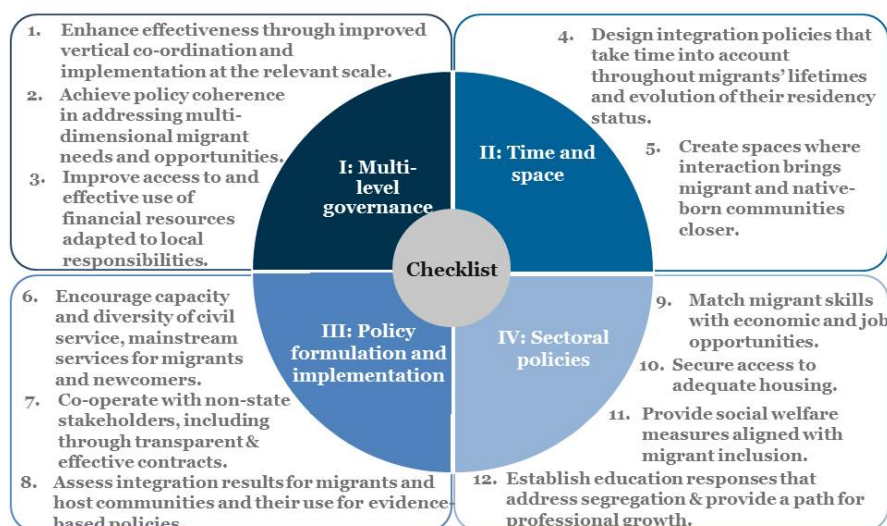 1. Enhance effectiveness through improved
vertical co-ordination and
implementation at the relevant scale.
2. Achieve policy coherence
in addressing multi-
dimensional migrant
needs and opportunities.
3. Improve access to and
effective use of
financial resources
adapted to local
responsibilities.
4. Design integration policies that
take time into account
throughout migrants' lifetimes
and evolution of their residency
status.
5. Create spaces where
interaction brings
migrant and native-
born communities
closer.
I: Multi-
level
governance
II: Time and
space
Checklist
III: Policy
formulation and
implementation
IV: Sectoral
policies
6. Encourage capacity
and diversity of civil
service, mainstream
services for migrants
and newcomers.
7. Co-operate with non-state
stakeholders, including
through transparent &
effective contracts.
8. Assess integration results for migrants and
host communities and their use for evidence-
based policies
9. Match migrant skills
with economic and job
opportunities.
10. Secure access to
adequate housing.
11. Provide social welfare
measures aligned with
migrant inclusion.
12. Establish education responses that
address segregation & provide a path for
professional growth.